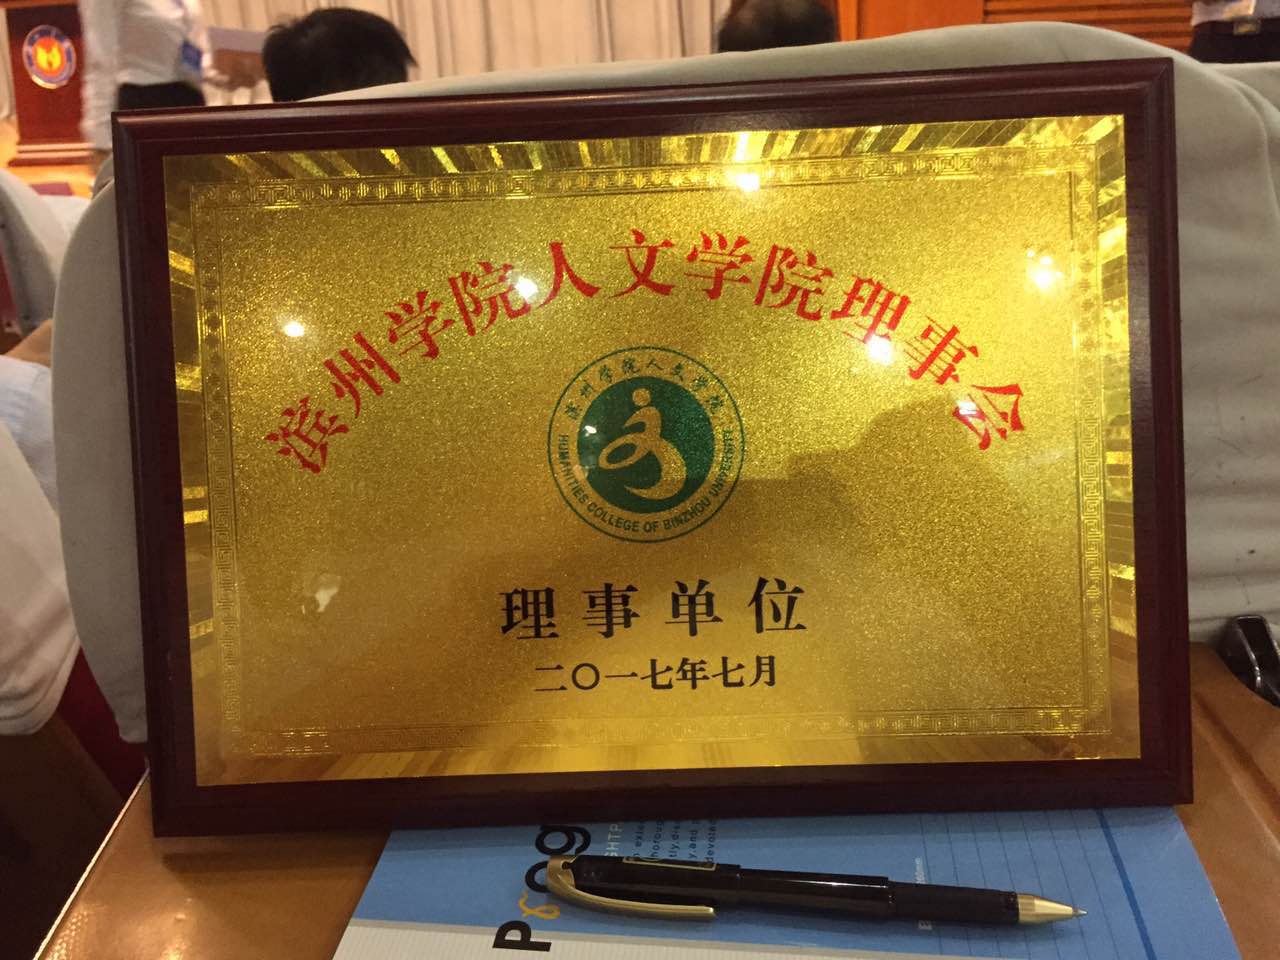 滨州学院人文学院理事会
滨州学院人文学院
HUMANITIES COLLEGE OF BINZHOU UNIVERSITY
理事单位
二〇一七年七月